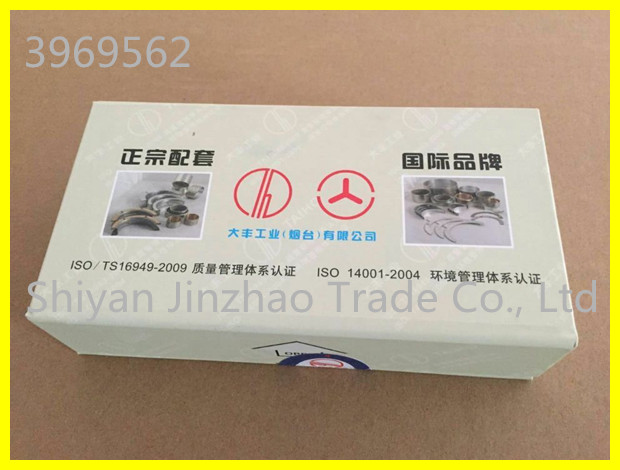 3969562
正宗配套
国际品牌
大丰工业(烟台)有限公司
ISO/TS16949-2009 质量管理体系认证
ISO 14001-2004 环境管理体系认证
Shiyan Jinzhao Trade Co., Ltd